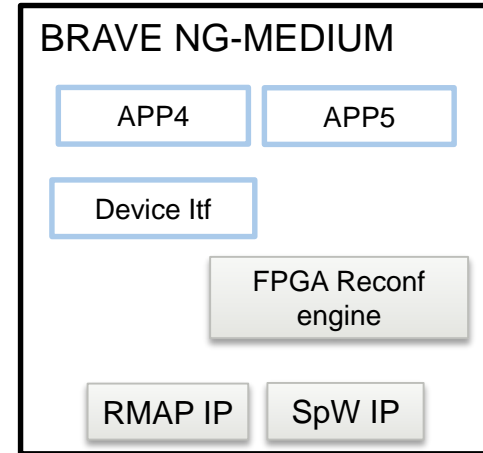 BRAVE NG-MEDIUM
APP4
APP5
Device Itf
FPGA Reconf
engine
RMAP IP
SpW IP